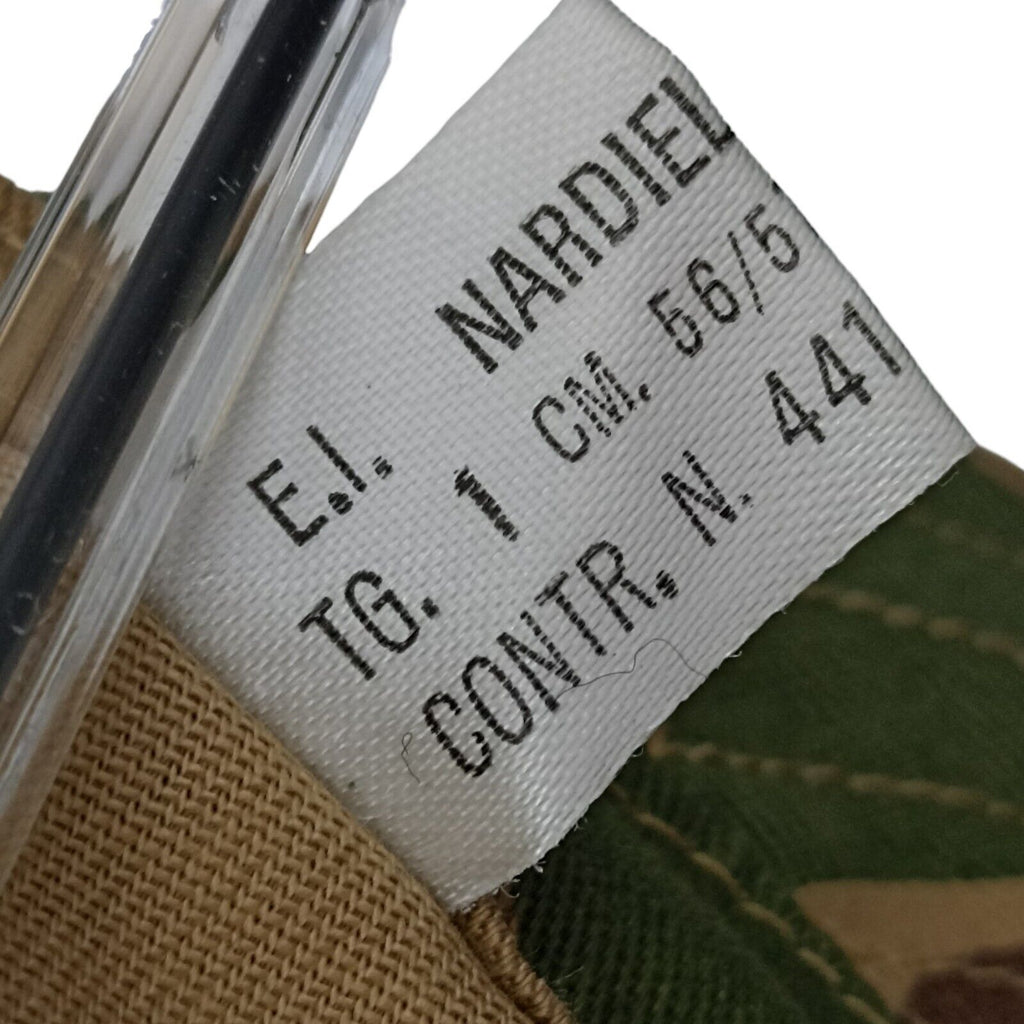 E.I. NARDIEL
TG. 1 CM. 56/5
CONTR. N. 441